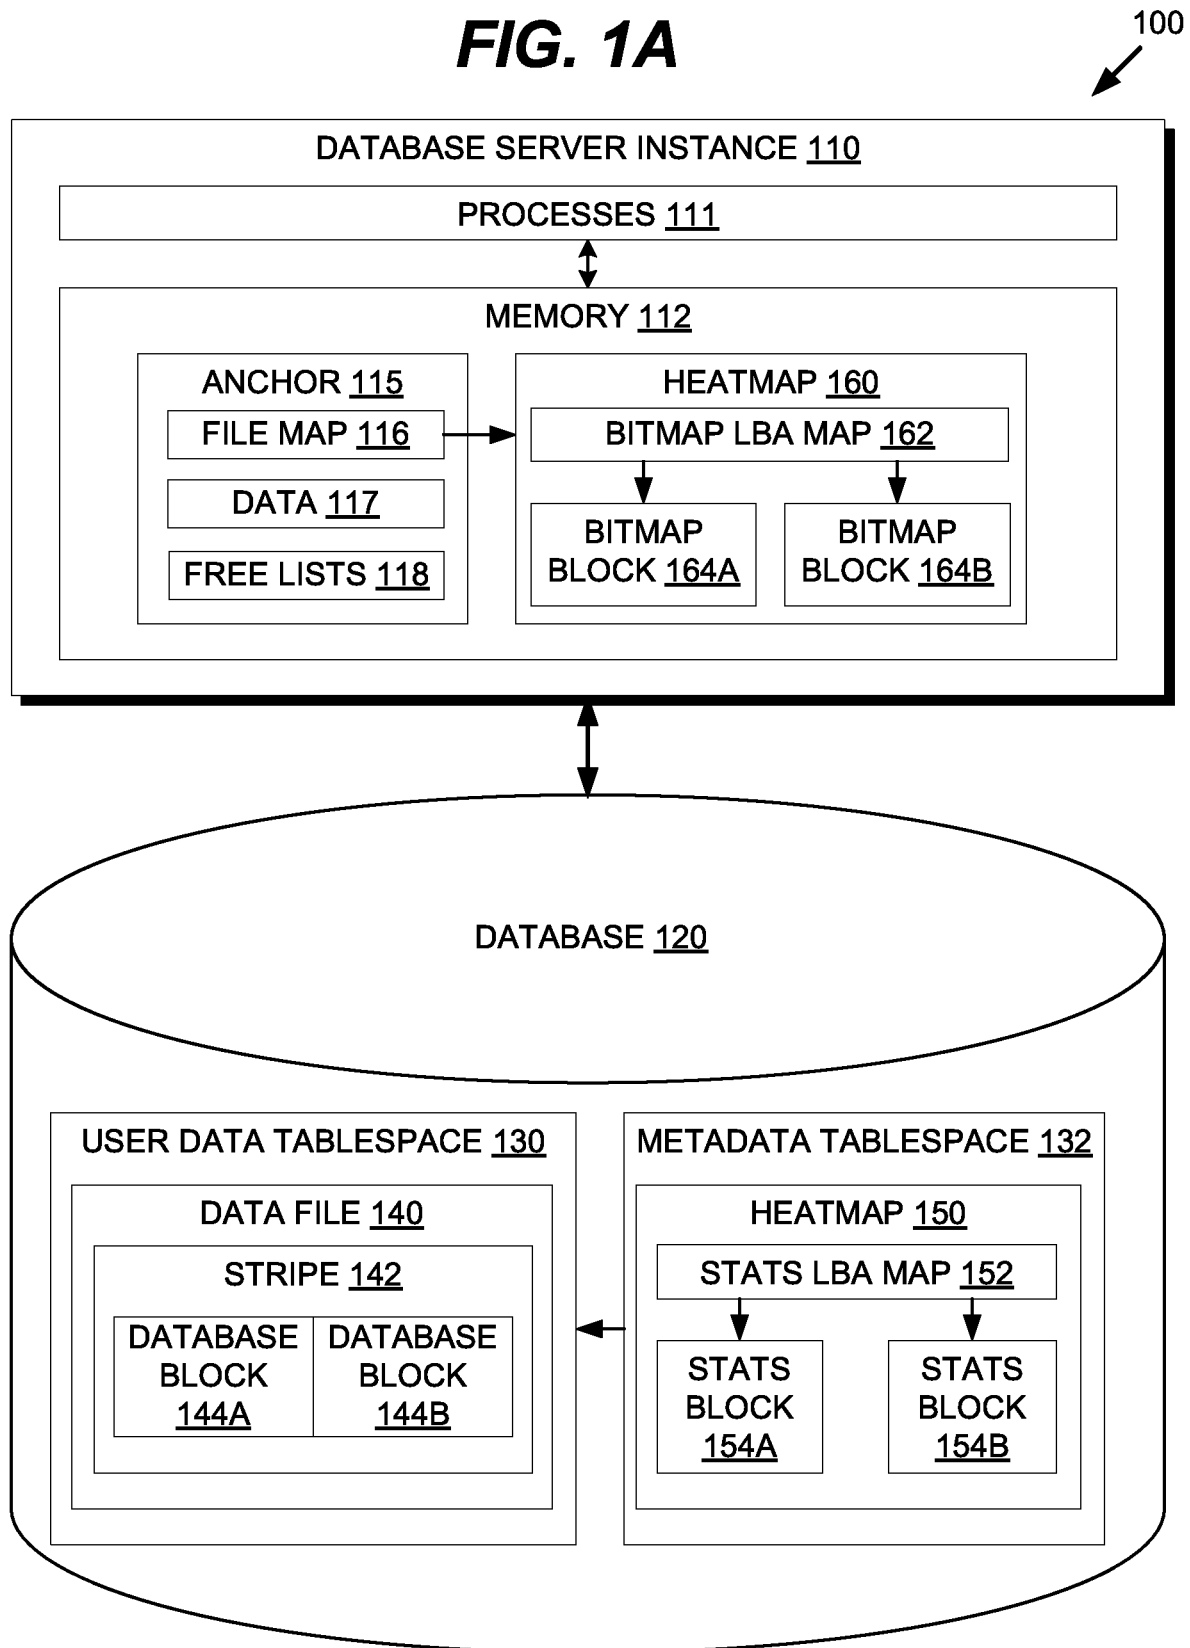 FIG. 1A
100
DATABASE SERVER INSTANCE 110
PROCESSES 111
MEMORY 112
ANCHOR 115
FILE MAP 116
DATA 117
FREE LISTS 118
HEATMAP 160
BITMAP LBA MAP 162
BITMAP
BLOCK 164A
BITMAP
BLOCK 164B
DATABASE 120
USER DATA TABLESPACE 130
DATA FILE 140
STRIPE 142
DATABASE
BLOCK
144A
DATABASE
BLOCK
144B
METADATA TABLESPACE 132
HEATMAP 150
STATS LBA MAP 152
STATS
BLOCK
154A
STATS
BLOCK
154B